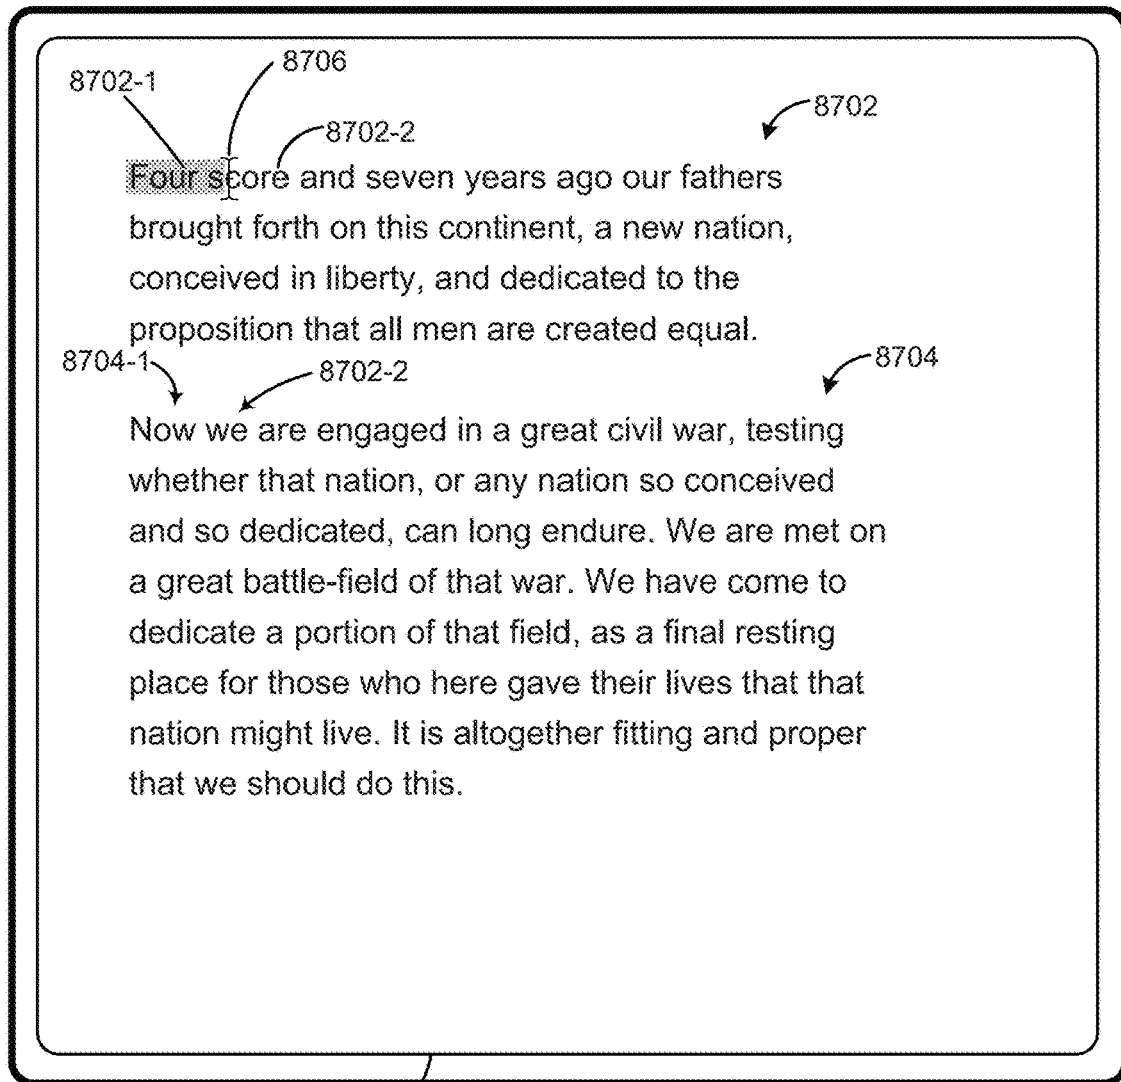 8706
8702-1
8702
8702-2
Four score and seven years ago our fathers
brought forth on this continent, a new nation,
conceived in liberty, and dedicated to the
proposition that all men are created equal.
8704-1
8702-2
8704
Now we are engaged in a great civil war, testing
whether that nation, or any nation so conceived
and so dedicated, can long endure. We are met on
a great battle-field of that war. We have come to
dedicate a portion of that field, as a final resting
place for those who here gave their lives that that
nation might live. It is altogether fitting and proper
that we should do this.